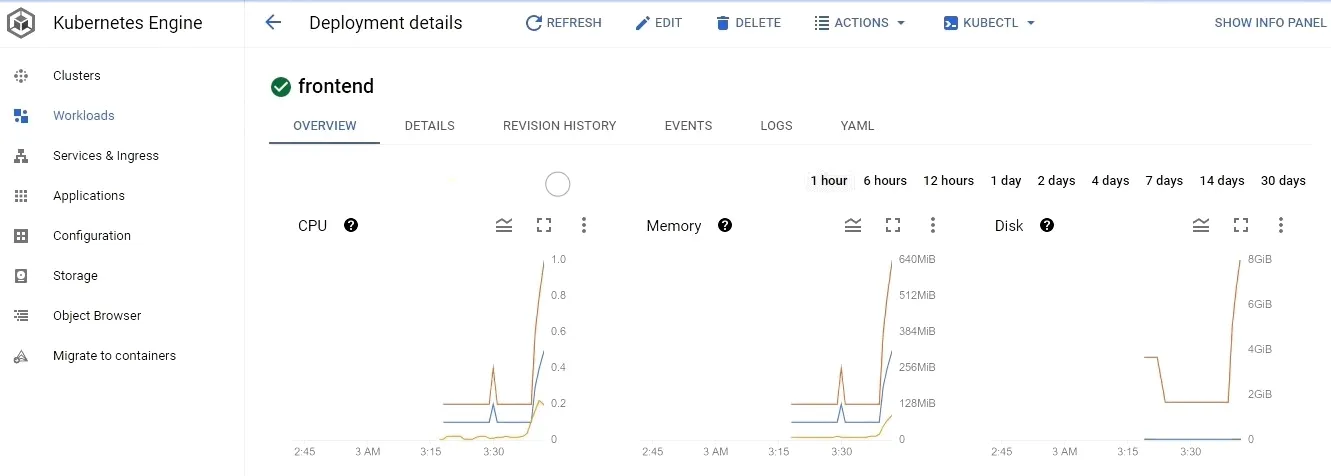 Kubernetes Engine
Deployment details
REFRESH
EDIT
DELETE
ACTIONS
KUBECTL
SHOW INFO PANEL
Clusters
Workloads
Services & Ingress
Applications
Configuration
Storage
Object Browser
Migrate to containers
frontend
OVERVIEW
DETAILS
REVISION HISTORY
EVENTS
LOGS
YAML
1 hour
6 hours
12 hours
1 day
2 days
4 days
7 days
14 days
30 days
CPU ?
1.0
0.8
0.6
0.4
0.2
0
2:45
3 AM
3:15
3:30
Memory ?
640MiB
512MiB
384MiB
256MiB
128MiB
0
2:45
3 AM
3:15
3:30
Disk ?
8GiB
6GiB
4GiB
2GiB
0
2:45
3 AM
3:15
3:30